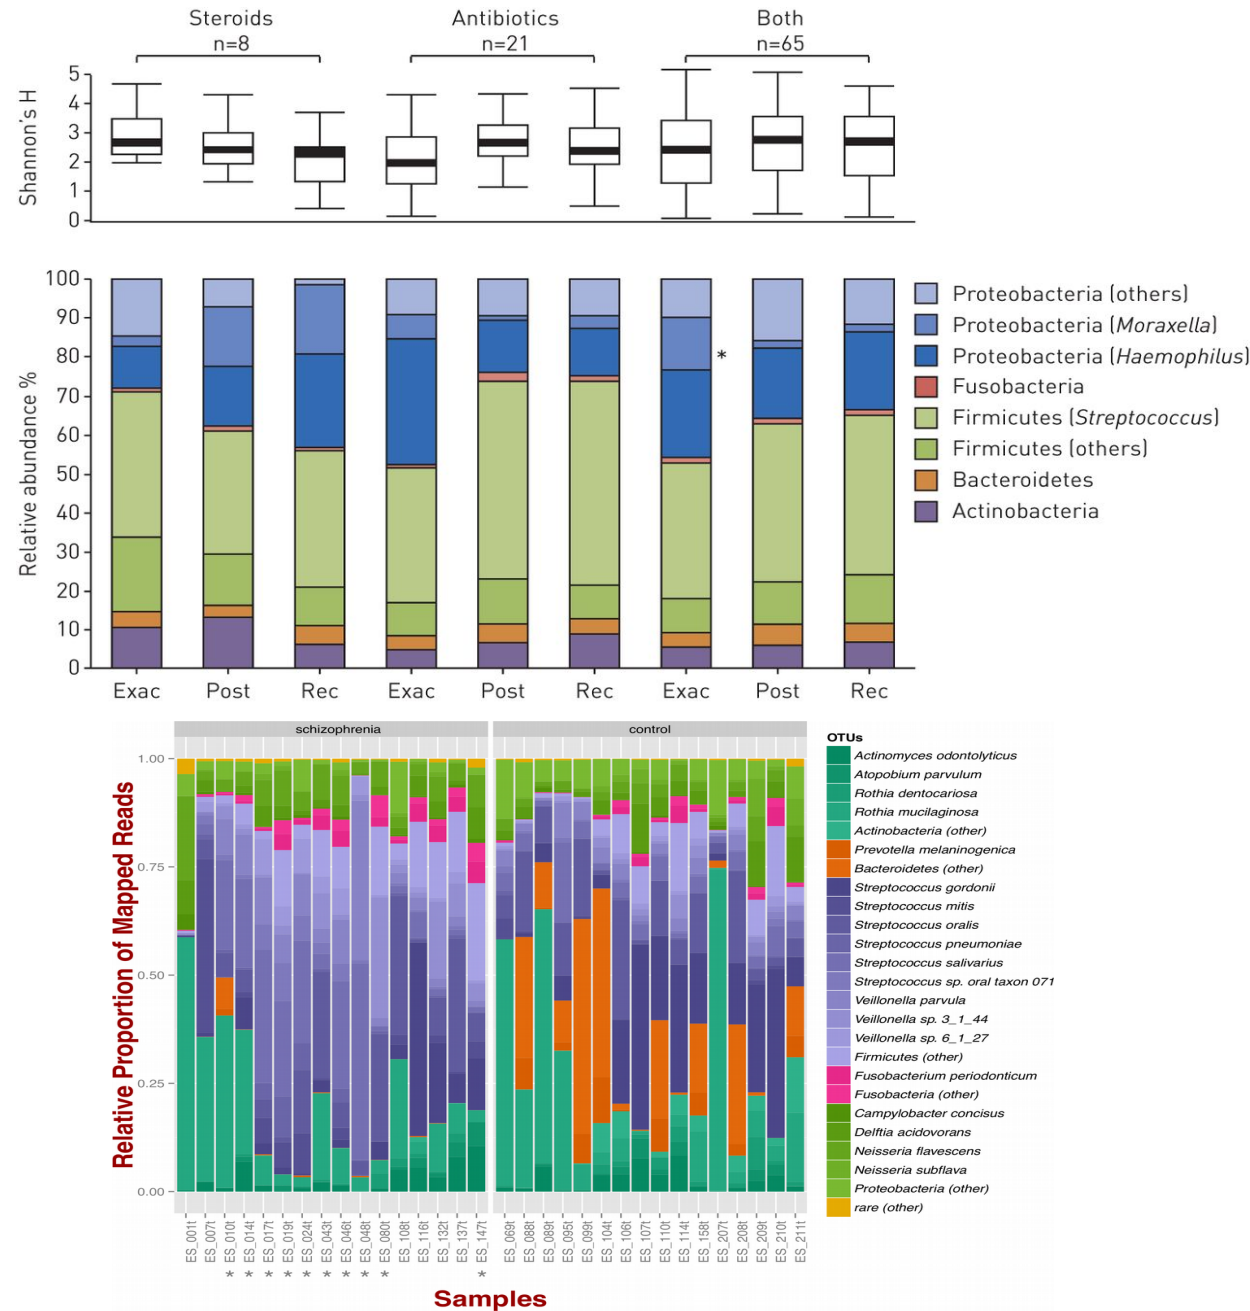 Steroids
n=8
Antibiotics
n=21
Both
n=65
Shannon's H
5
4
3
2
1
0
Relative abundance %
100
90
80
70
60
50
40
30
20
10
0
*
Proteobacteria (others)
Proteobacteria (Moraxella)
Proteobacteria (Haemophilus)
Fusobacteria
Firmicutes (Streptococcus)
Firmicutes (others)
Bacteroidetes
Actinobacteria
Exac Post Rec Exac Post Rec Exac Post Rec
schizophrenia
control
Relative Proportion of Mapped Reads
1.00
0.75
0.50
0.25
0.00
OTUs
Actinomyces odontolyticus
Atopobium parvulum
Rothia dentocariosa
Rothia mucilaginosa
Actinobacteria (other)
Prevotella melaninogenica
Bacteroidetes (other)
Streptococcus gordonii
Streptococcus mitis
Streptococcus oralis
Streptococcus pneumoniae
Streptococcus salivarius
Streptococcus sp. oral taxon 071
Veillonella parvula
Veillonella sp. 3_1_44
Veillonella sp. 6_1_27
Firmicutes (other)
Fusobacterium periodonticum
Fusobacteria (other)
Campylobacter concisus
Delftia acidovorans
Neisseria flavescens
Neisseria subflava
Proteobacteria (other)
rare (other)
ES_001t
ES_007t
ES_010t
ES_014t
ES_017t
ES_019t
ES_024t
ES_043t
ES_046t
ES_048t
ES_080t
ES_108t
ES_116t
ES_132t
ES_137t
ES_147t
ES_069t
ES_088t
ES_089t
ES_095t
ES_099t
ES_104t
ES_106t
ES_107t
ES_110t
ES_114t
ES_158t
ES_207t
ES_208t
ES_209t
ES_210t
ES_211t
* * * * * * * * * *
Samples